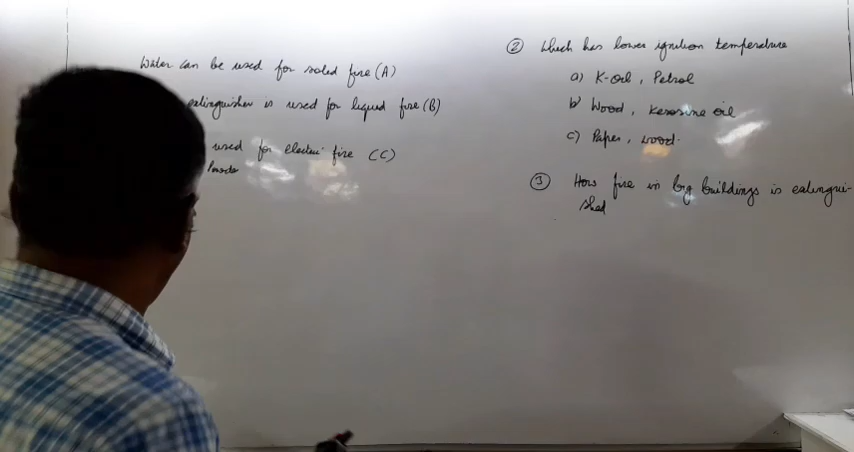 Water can be used for solid fire (A)
extinguisher is used for liquid fire (B)
used for Electric fire (C)
② Which has lower ignition temperature
a) K-oil, Petrol
b) Wood, Kerosine oil
c) Paper, wood.
③ How fire in big buildings is extingui-
shed